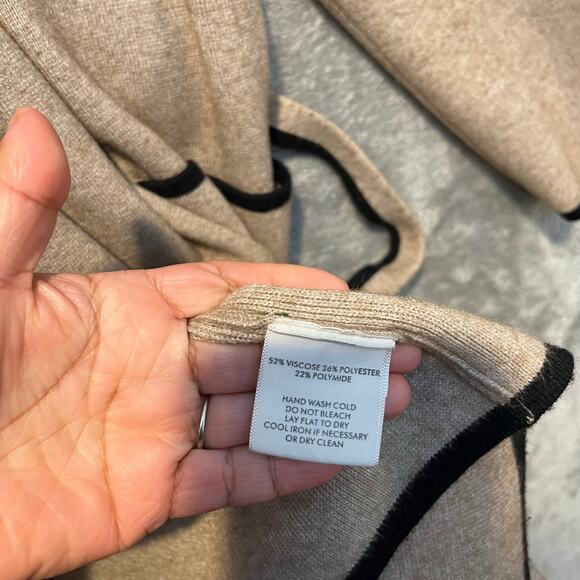 52% VISCOSE 26% POLYESTER
22% POLYMIDE
HAND WASH COLD
DO NOT BLEACH
LAY FLAT TO DRY
COOL IRON IF NECESSARY
OR DRY CLEAN